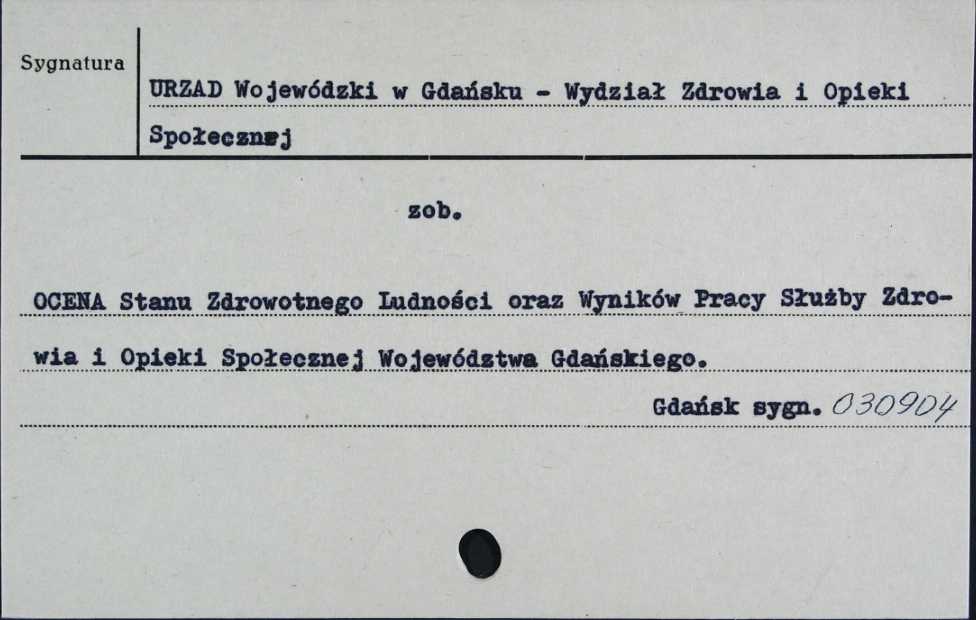 Sygnatura
URZAD Wojewódzki w Gdańsku - Wydział Zdrowia i Opieki
Społecznej
zob.
OCENA Stanu Zdrowotnego Ludności oraz Wyników Pracy Służby Zdro-
wia i Opieki Społecznej Województwa Gdańskiego.
Gdańsk sygn. 030904